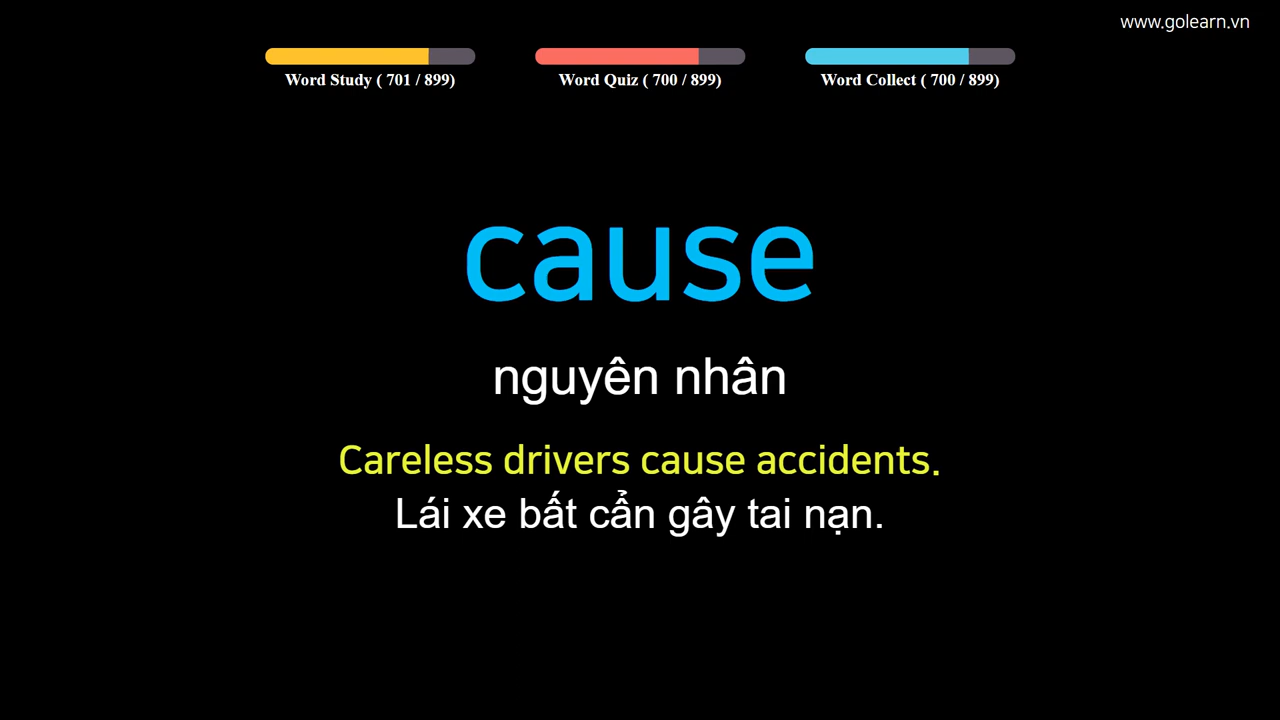 www.golearn.vn
Word Study ( 701 / 899)
Word Quiz ( 700 / 899)
Word Collect ( 700 / 899)
cause
nguyên nhân
Careless drivers cause accidents.
Lái xe bất cẩn gây tai nạn.